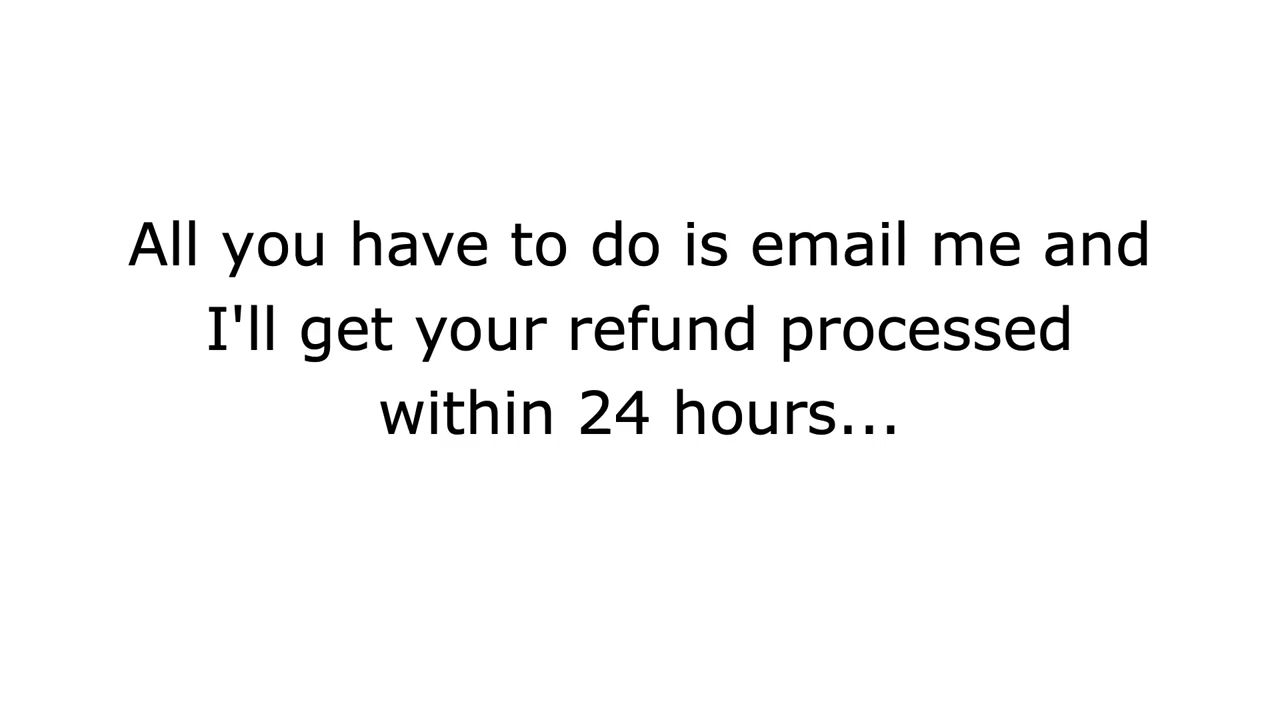 All you have to do is email me and
I'll get your refund processed
within 24 hours...